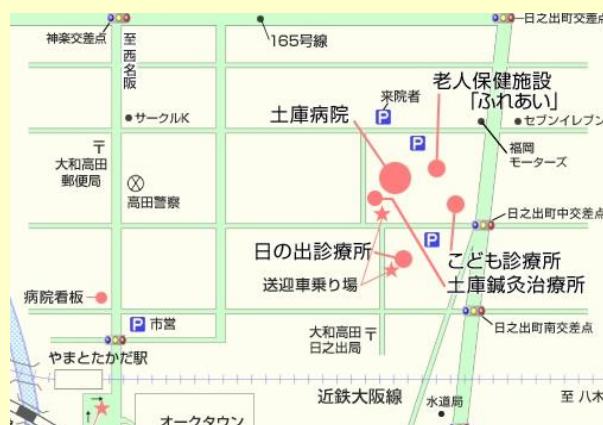 日之出町交差点
神楽交差点
165号線
至西名阪
老人保健施設
「ふれあい」
来院者
P
土庫病院
サークルK
セブンイレブン
P
福岡
モーターズ
〒
大和高田
郵便局
高田警察
日之出町中交差点
P
日の出診療所
こども診療所
送迎車乗り場
土庫鍼灸治療所
病院看板
P 市営
大和高田
日之出局
〒
日之出町南交差点
やまとたかだ駅
近鉄大阪線
水道局
至 八木
オークタウン